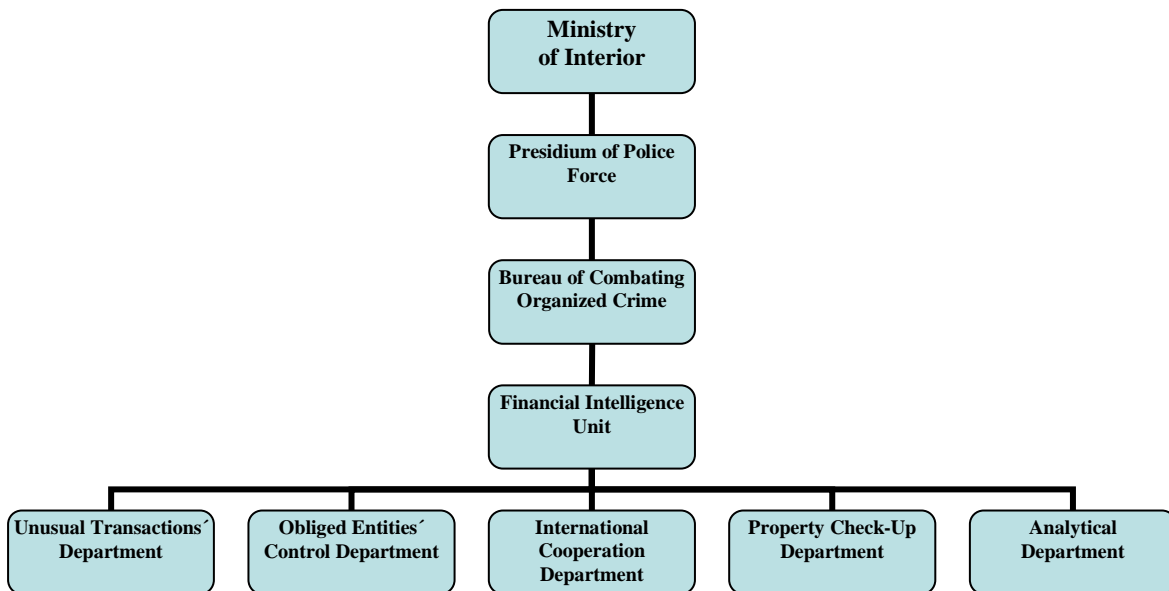 Ministry
of Interior
Presidium of Police
Force
Bureau of Combating
Organized Crime
Financial Intelligence
Unit
Unusual Transactions´
Department
Obliged Entities´
Control Department
International
Cooperation
Department
Property Check-Up
Department
Analytical
Department